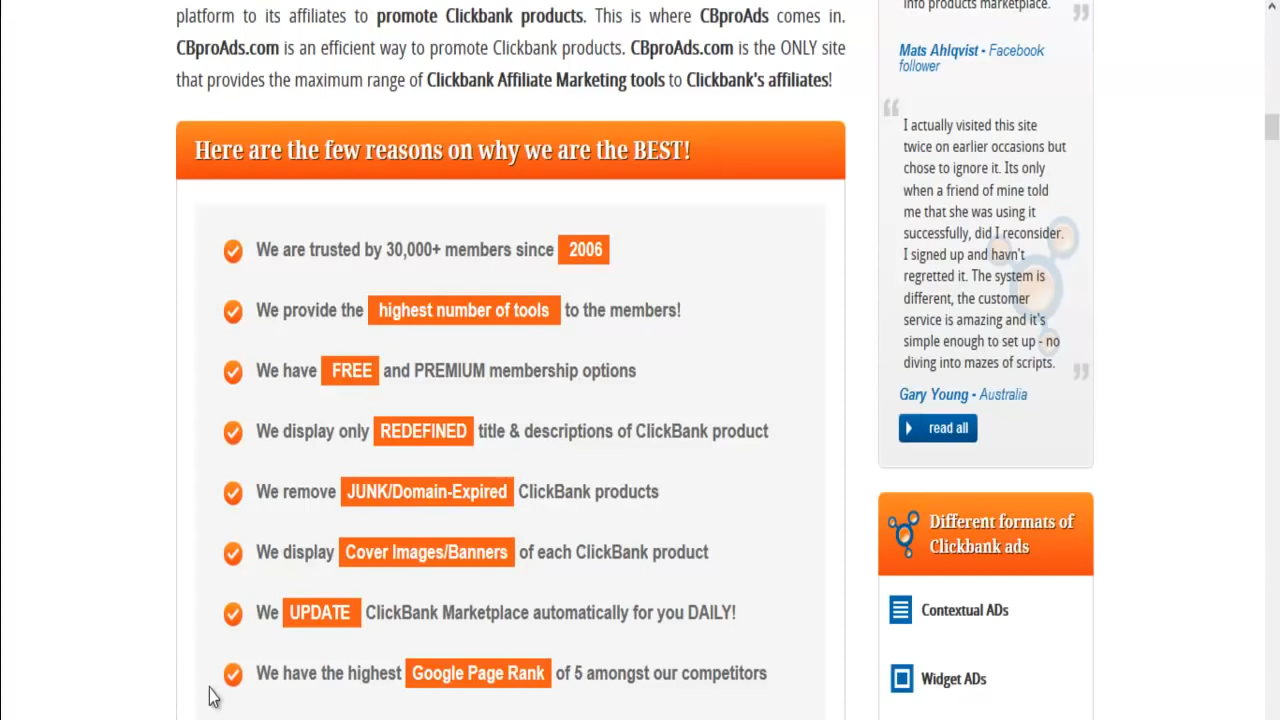 platform to its affiliates to promote Clickbank products. This is where CBproAds comes in.
CBproAds.com is an efficient way to promote Clickbank products. CBproAds.com is the ONLY site
that provides the maximum range of Clickbank Affiliate Marketing tools to Clickbank's affiliates!
Here are the few reasons on why we are the BEST!
We are trusted by 30,000+ members since 2006
We provide the highest number of tools to the members!
We have FREE and PREMIUM membership options
We display only REDEFINED title & descriptions of ClickBank product
We remove JUNK/Domain-Expired ClickBank products
We display Cover Images/Banners of each ClickBank product
We UPDATE ClickBank Marketplace automatically for you DAILY!
We have the highest Google Page Rank of 5 amongst our competitors
info products marketplace.
Mats Ahlqvist - Facebook
follower
I actually visited this site
twice on earlier occasions but
chose to ignore it. Its only
when a friend of mine told
me that she was using it
successfully, did I reconsider.
I signed up and havn't
regretted it. The system is
different, the customer
service is amazing and it's
simple enough to set up - no
diving into mazes of scripts.
Gary Young - Australia
read all
Different formats of
Clickbank ads
Contextual ADs
Widget ADs